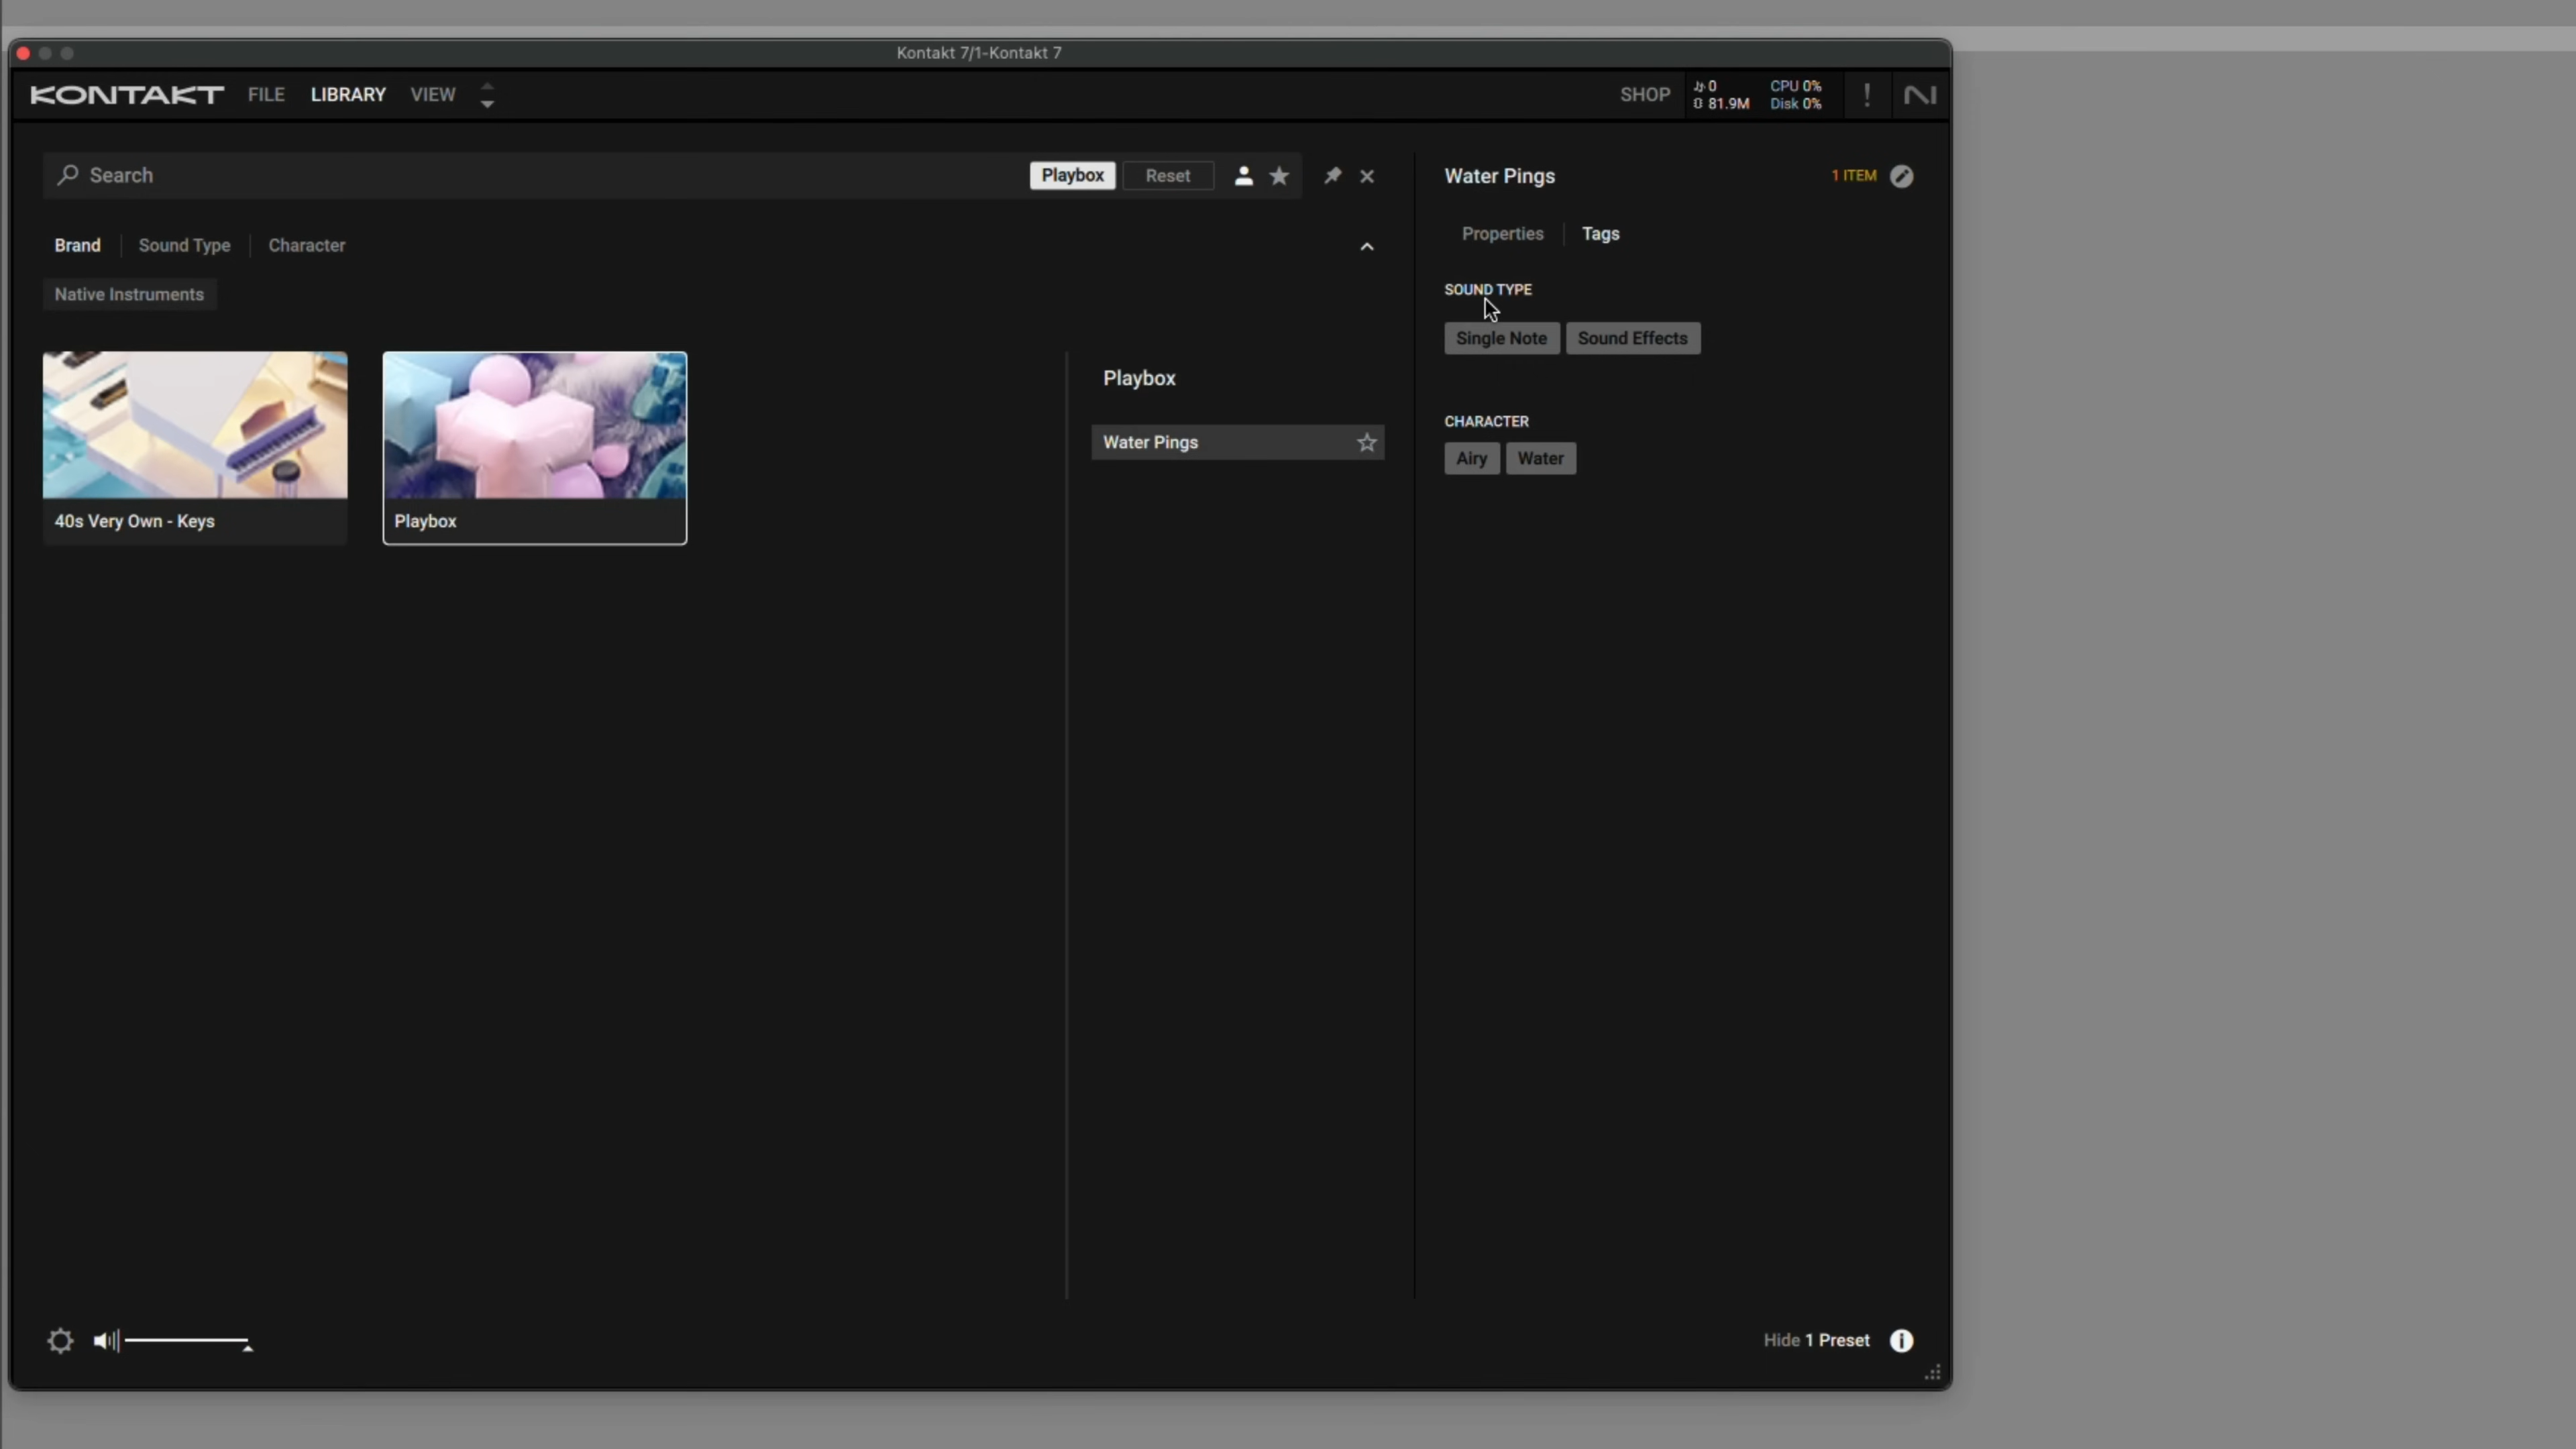 Kontakt 7/1-Kontakt 7
KONTAKT FILE LIBRARY VIEW SHOP 0 CPU 0%
81.9M Disk 0% !
Search Playbox Reset
Brand Sound Type Character
Native Instruments
40s Very Own - Keys
Playbox
Playbox
Water Pings
Water Pings 1 ITEM
Properties Tags
SOUND TYPE
Single Note Sound Effects
CHARACTER
Airy Water
Hide 1 Preset